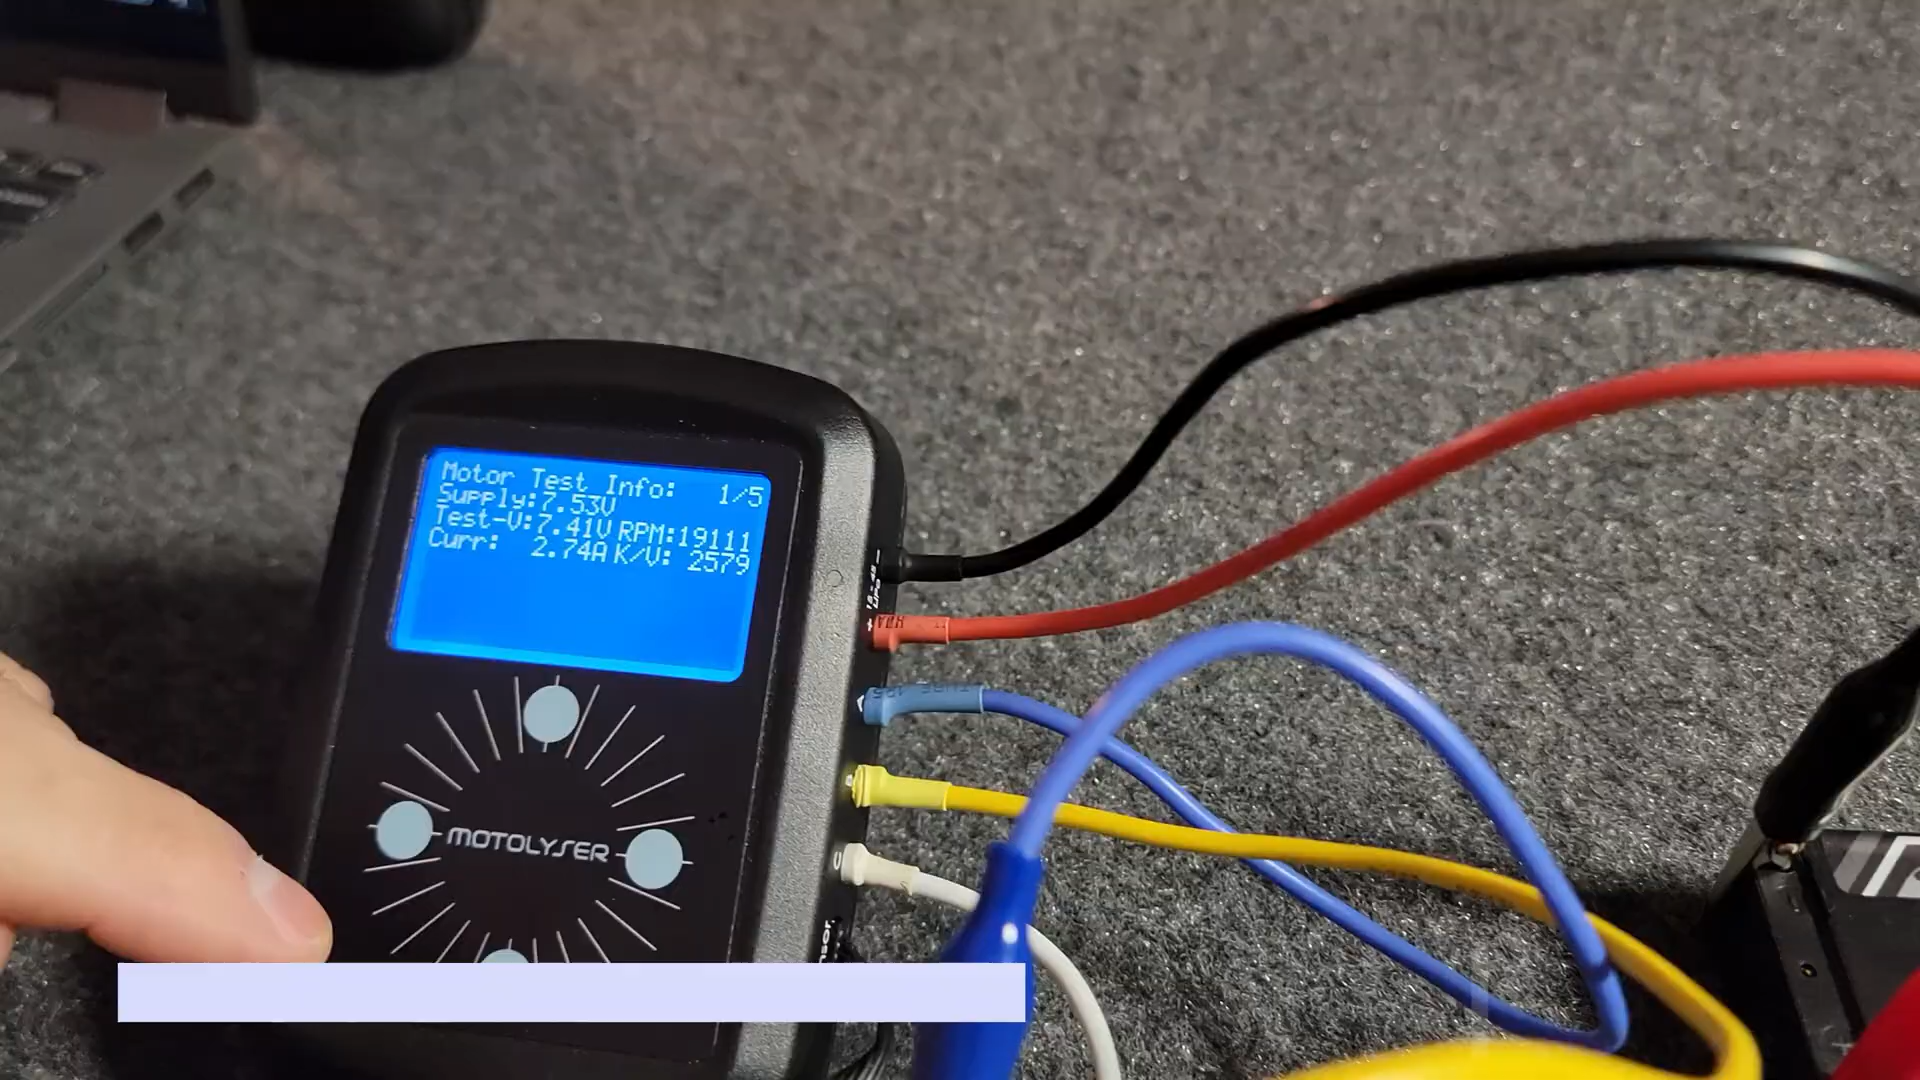 Motor Test Info: 1/5
Supply:7.53V
Test-V:7.41V RPM:19111
Curr: 2.74A K/V: 2579
MOTOLYSER